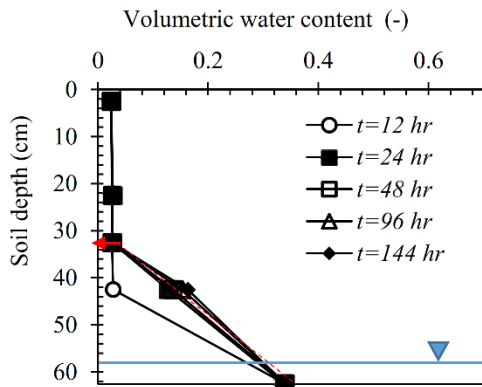 Volumetric water content (-)
0 0.2 0.4 0.6
0
10
20
30
40
50
60
Soil depth (cm)
t=12 hr
t=24 hr
t=48 hr
t=96 hr
t=144 hr